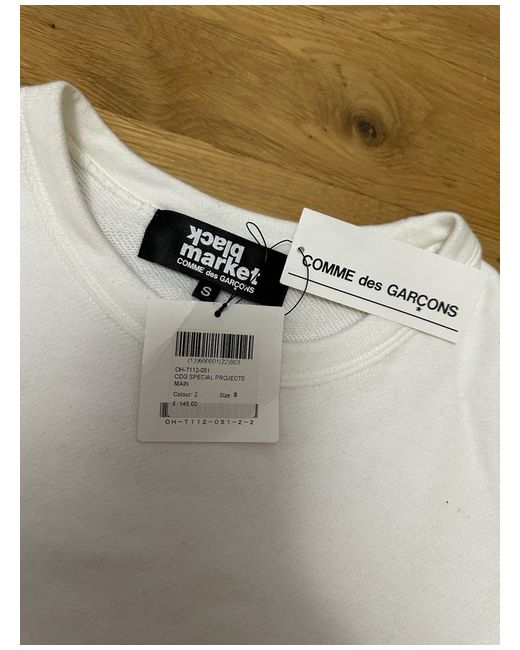 black
market
COMME des GARÇONS
S
COMME des GARÇONS
OH-T112-051
CDG SPECIAL PROJECTS
MAIN
Colour: 2 Size S
£ 145.00
OH-T112-051-2-2